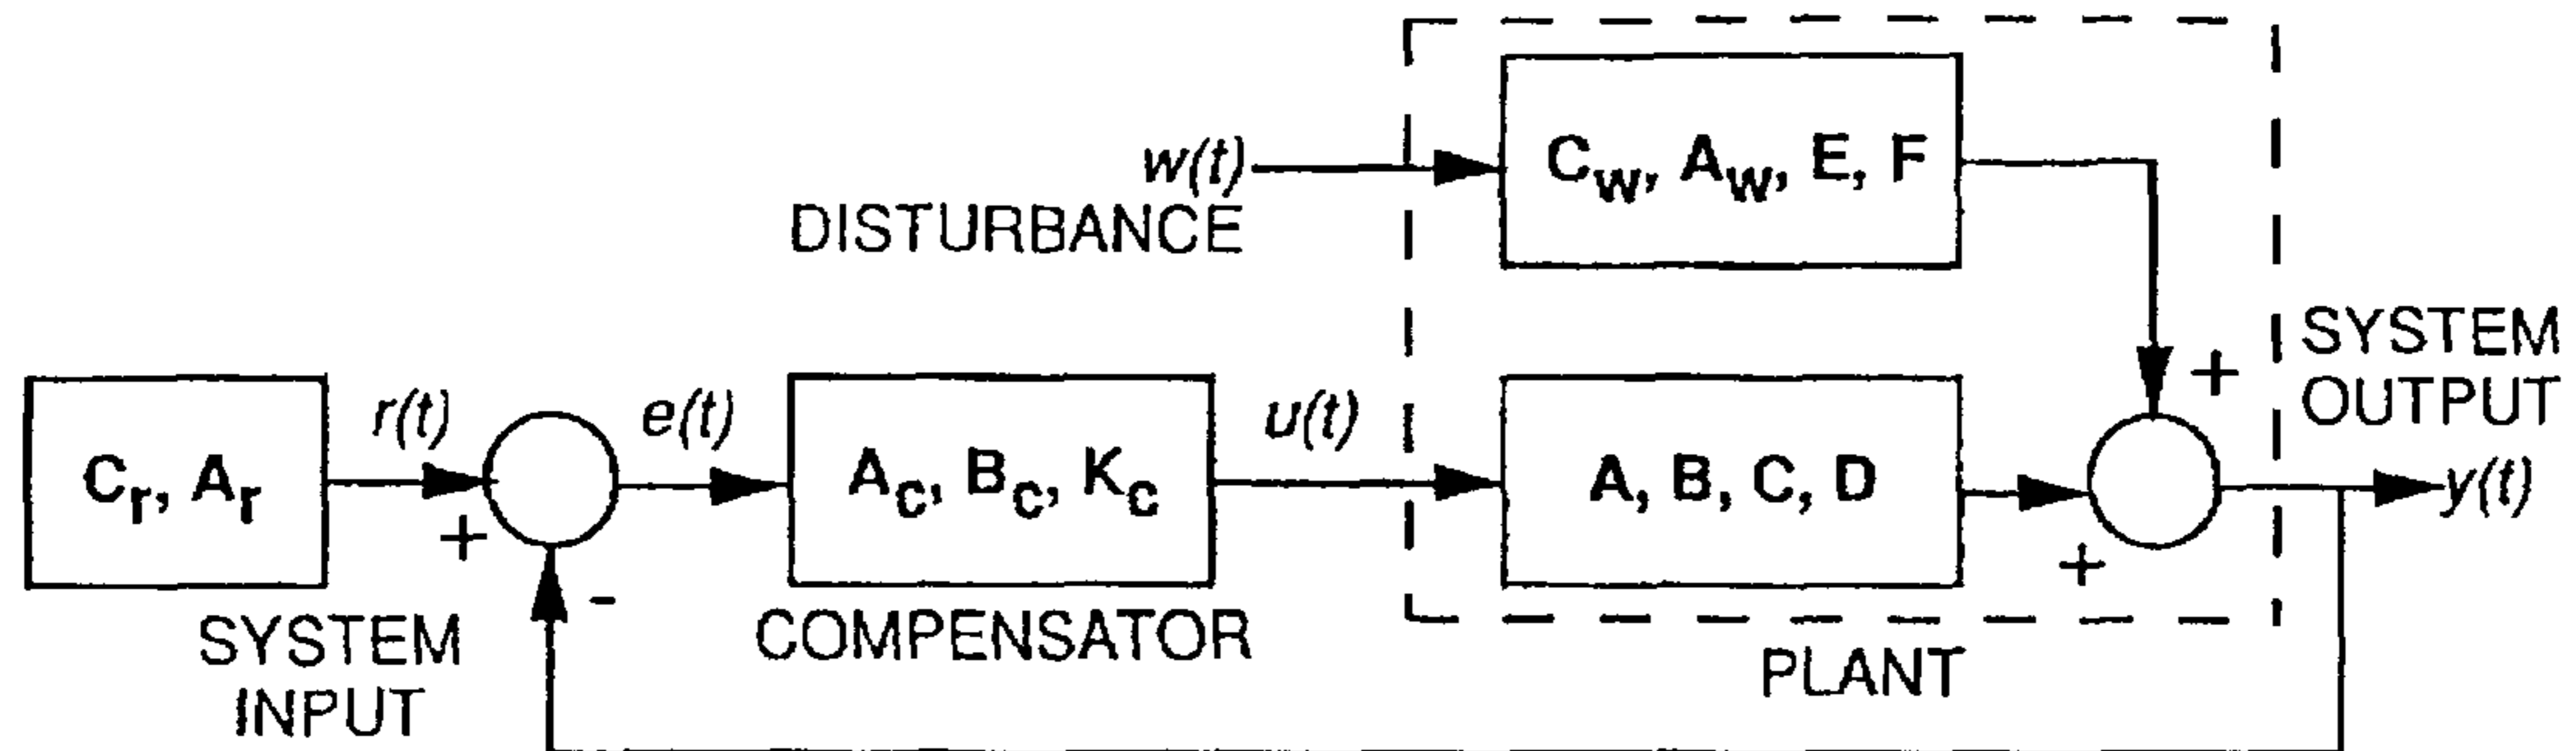 w(t)
DISTURBANCE
C_w, A_w, E, F
+
SYSTEM
OUTPUT
C_r, A_r
r(t)
+
-
e(t)
A_c, B_c, K_c
u(t)
A, B, C, D
+
y(t)
SYSTEM
INPUT
COMPENSATOR
PLANT